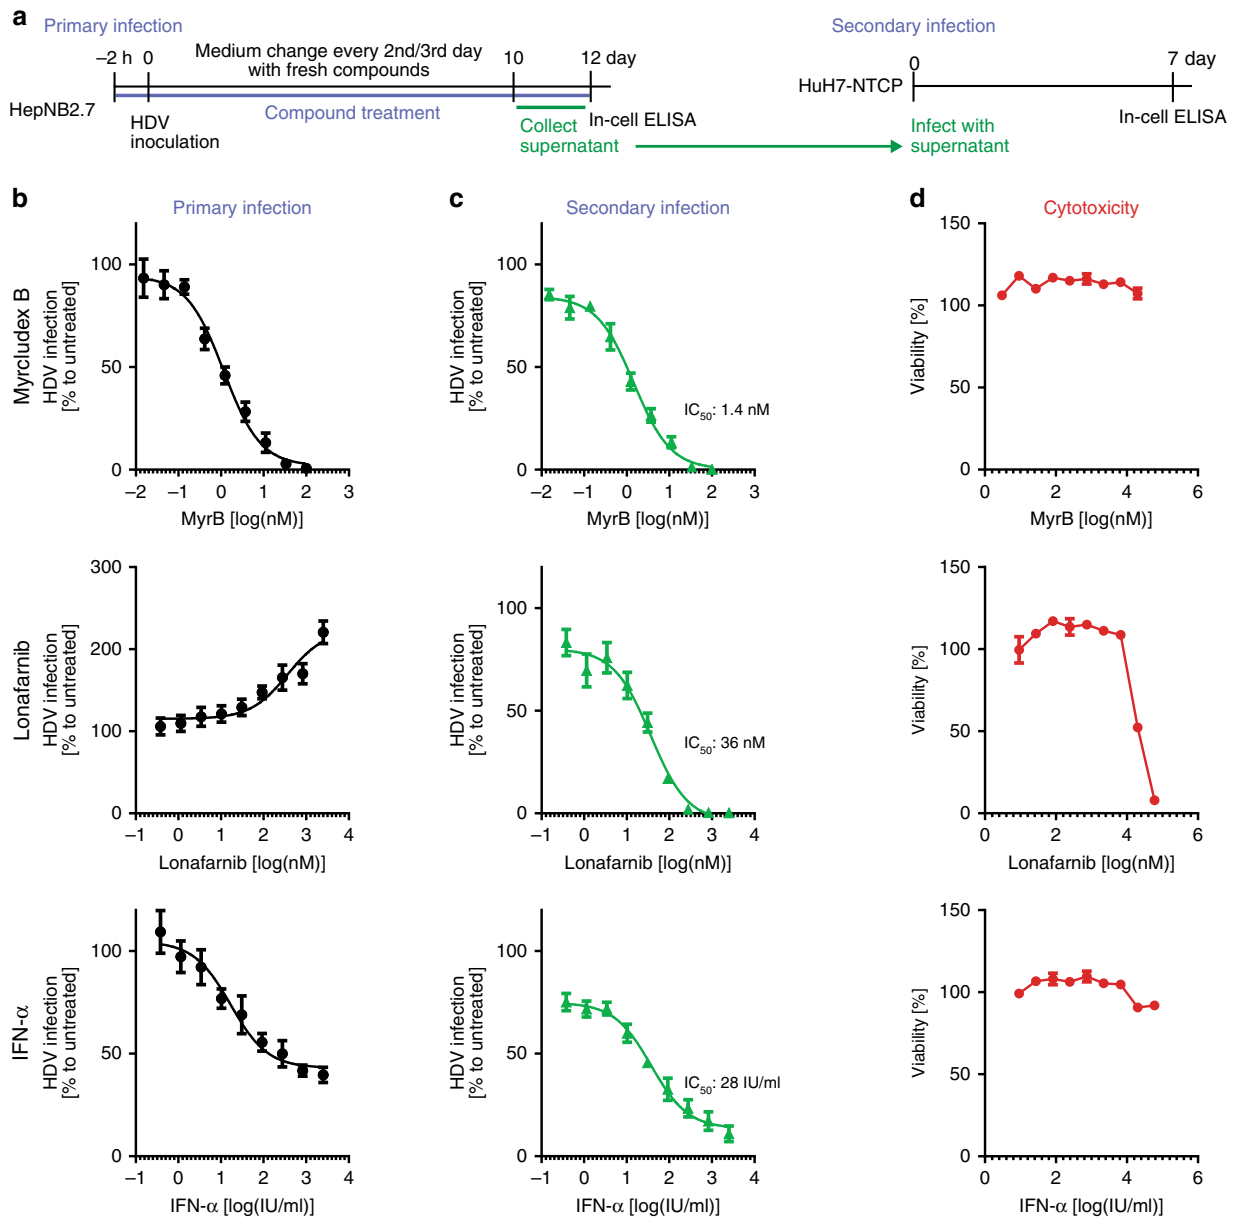 a
Primary infection
Secondary infection
–2 h 0
Medium change every 2nd/3rd day
with fresh compounds
10
12 day
0
7 day
HepNB2.7
HuH7-NTCP
Compound treatment
HDV
inoculation
Collect
supernatant
In-cell ELISA
Infect with
supernatant
In-cell ELISA
b
Primary infection
Myrcludex B
HDV infection
[% to untreated]
100
50
0
–2 –1 0 1 2 3
MyrB [log(nM)]
c
Secondary infection
HDV infection
[% to untreated]
100
50
0
IC50: 1.4 nM
–2 –1 0 1 2 3
MyrB [log(nM)]
d
Cytotoxicity
Viability [%]
150
100
50
0
0 2 4 6
MyrB [log(nM)]
Lonafarnib
HDV infection
[% to untreated]
300
200
100
0
–1 0 1 2 3 4
Lonafarnib [log(nM)]
HDV infection
[% to untreated]
100
50
0
IC50: 36 nM
–1 0 1 2 3 4
Lonafarnib [log(nM)]
Viability [%]
150
100
50
0
0 2 4 6
Lonafarnib [log(nM)]
IFN-α
HDV infection
[% to untreated]
100
50
0
–1 0 1 2 3 4
IFN-α [log(IU/ml)]
HDV infection
[% to untreated]
100
50
0
IC50: 28 IU/ml
–1 0 1 2 3 4
IFN-α [log(IU/ml)]
Viability [%]
150
100
50
0
0 2 4 6
IFN-α [log(IU/ml)]